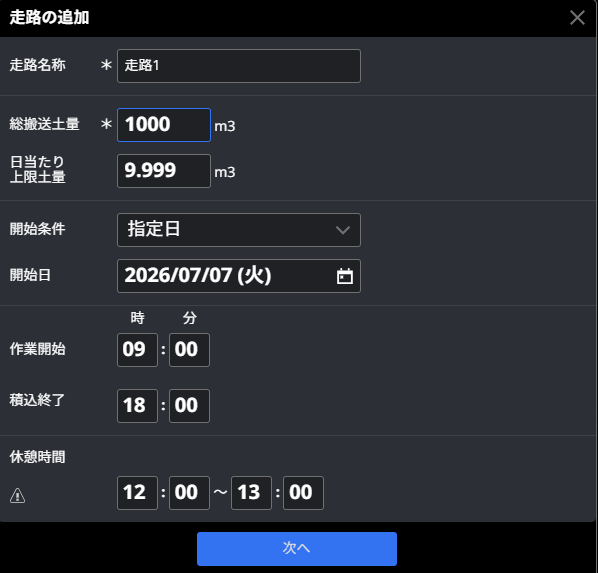 走路の追加
走路名称 * 走路1
総搬送土量 * 1000 m3
日当たり
上限土量 9.999 m3
開始条件 指定日
開始日 2026/07/07 (火)
時 分
作業開始 09 : 00
積込終了 18 : 00
休憩時間
12 : 00 ～ 13 : 00
次へ